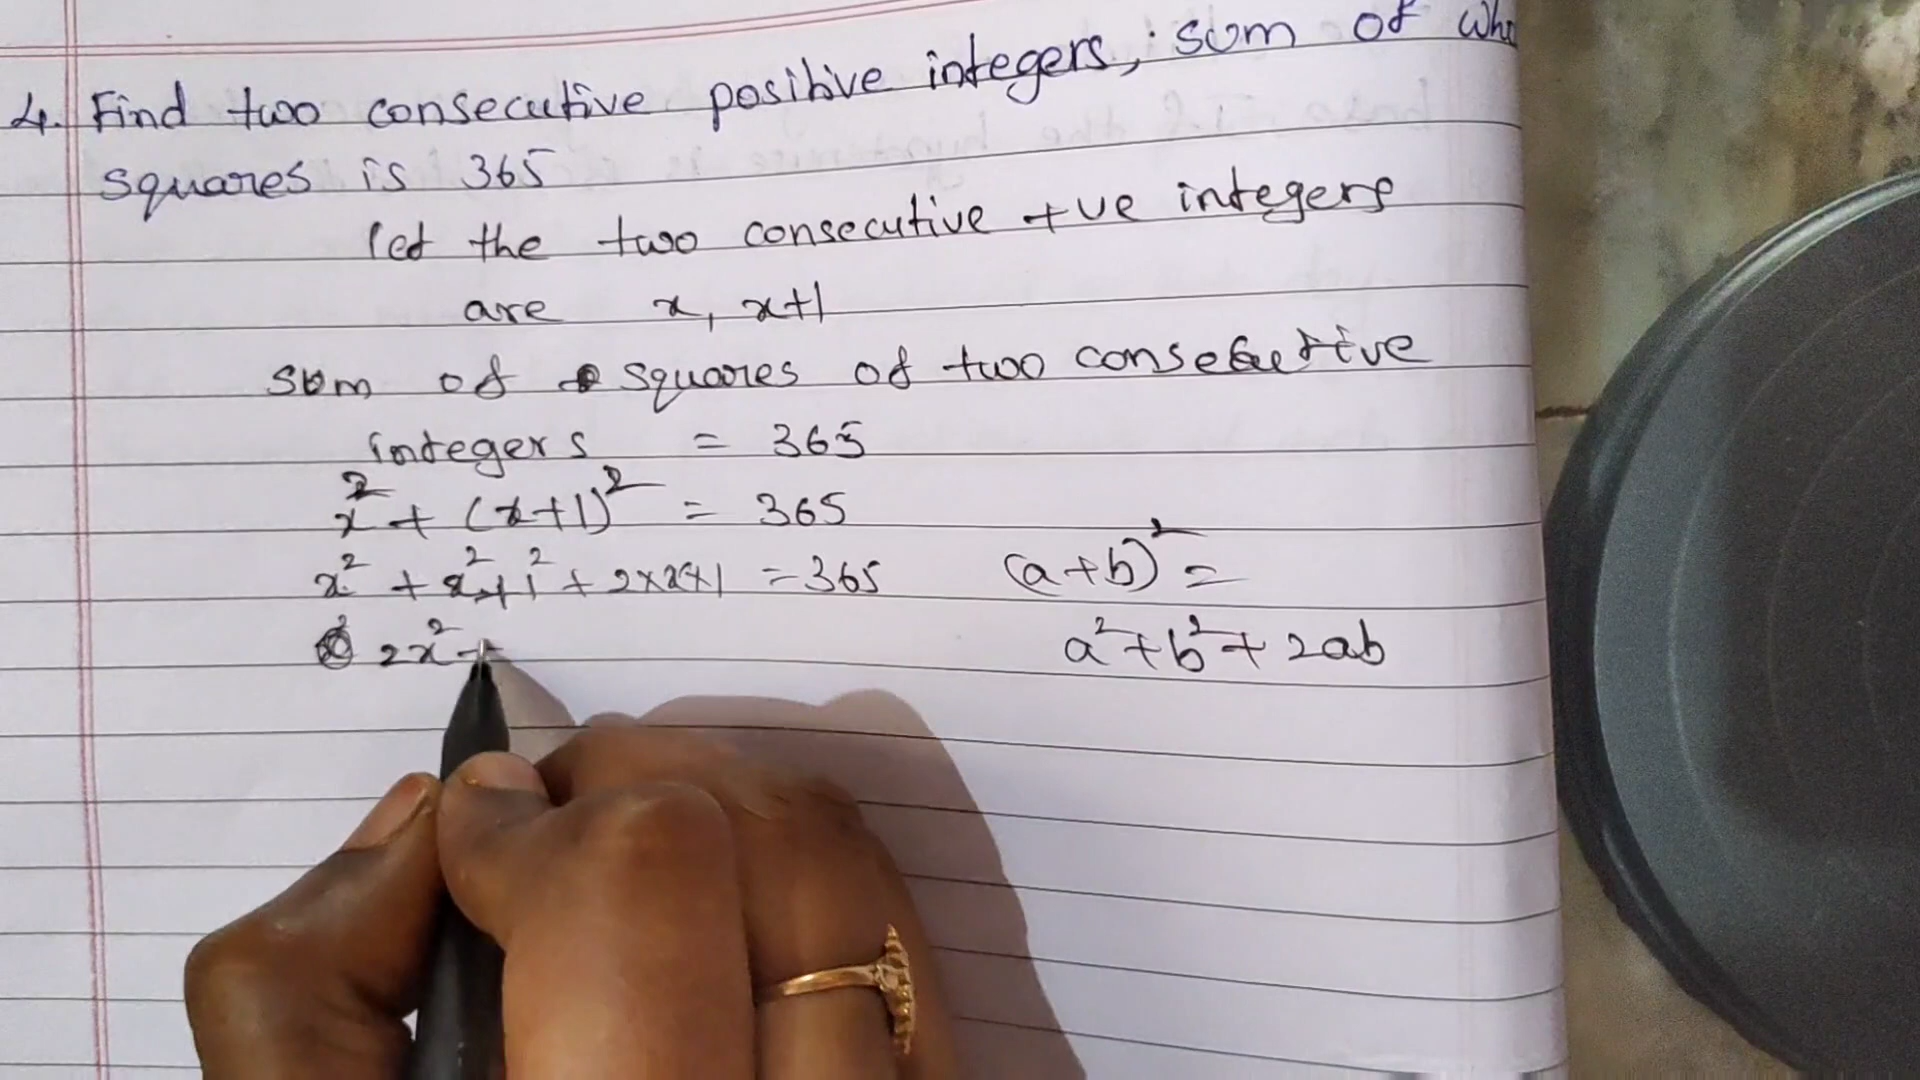 4. Find two consecutive positive integers, sum of who
squares is 365
let the two consecutive +ve integers
are x, x+1
sum of squares of two consecutive
integers = 365
x² + (x+1)² = 365
x² + x² + 1² + 2×x×1 = 365
(a+b)² =
2x² +
a² + b² + 2ab